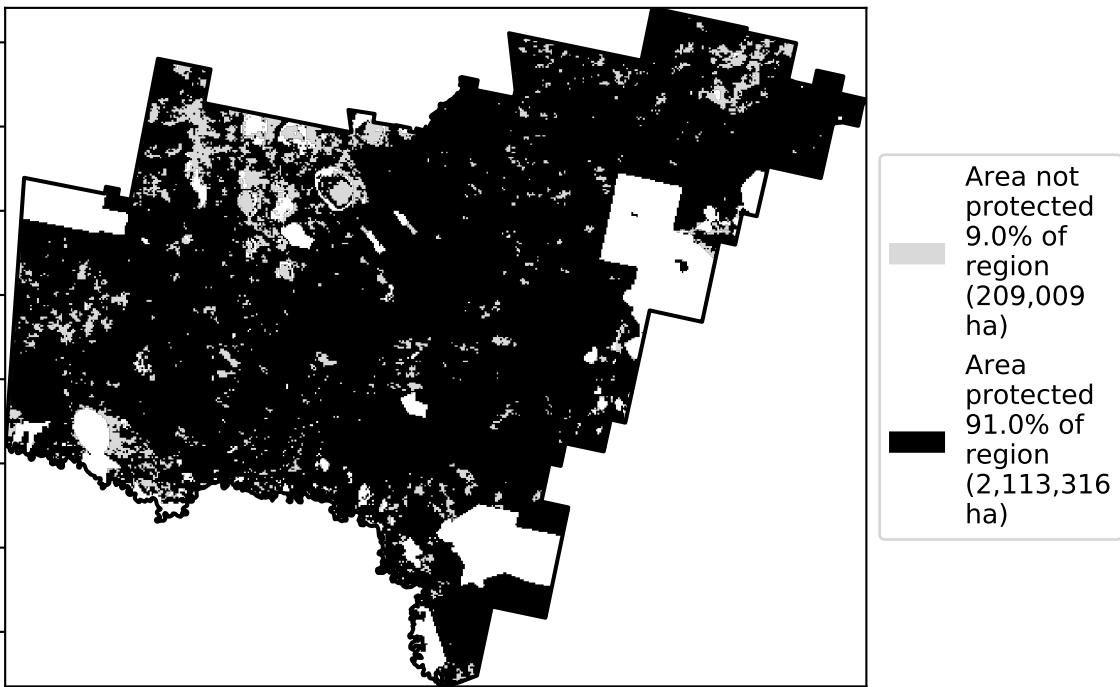 Area not
protected
9.0% of
region
(209,009
ha)
Area
protected
91.0% of
region
(2,113,316
ha)